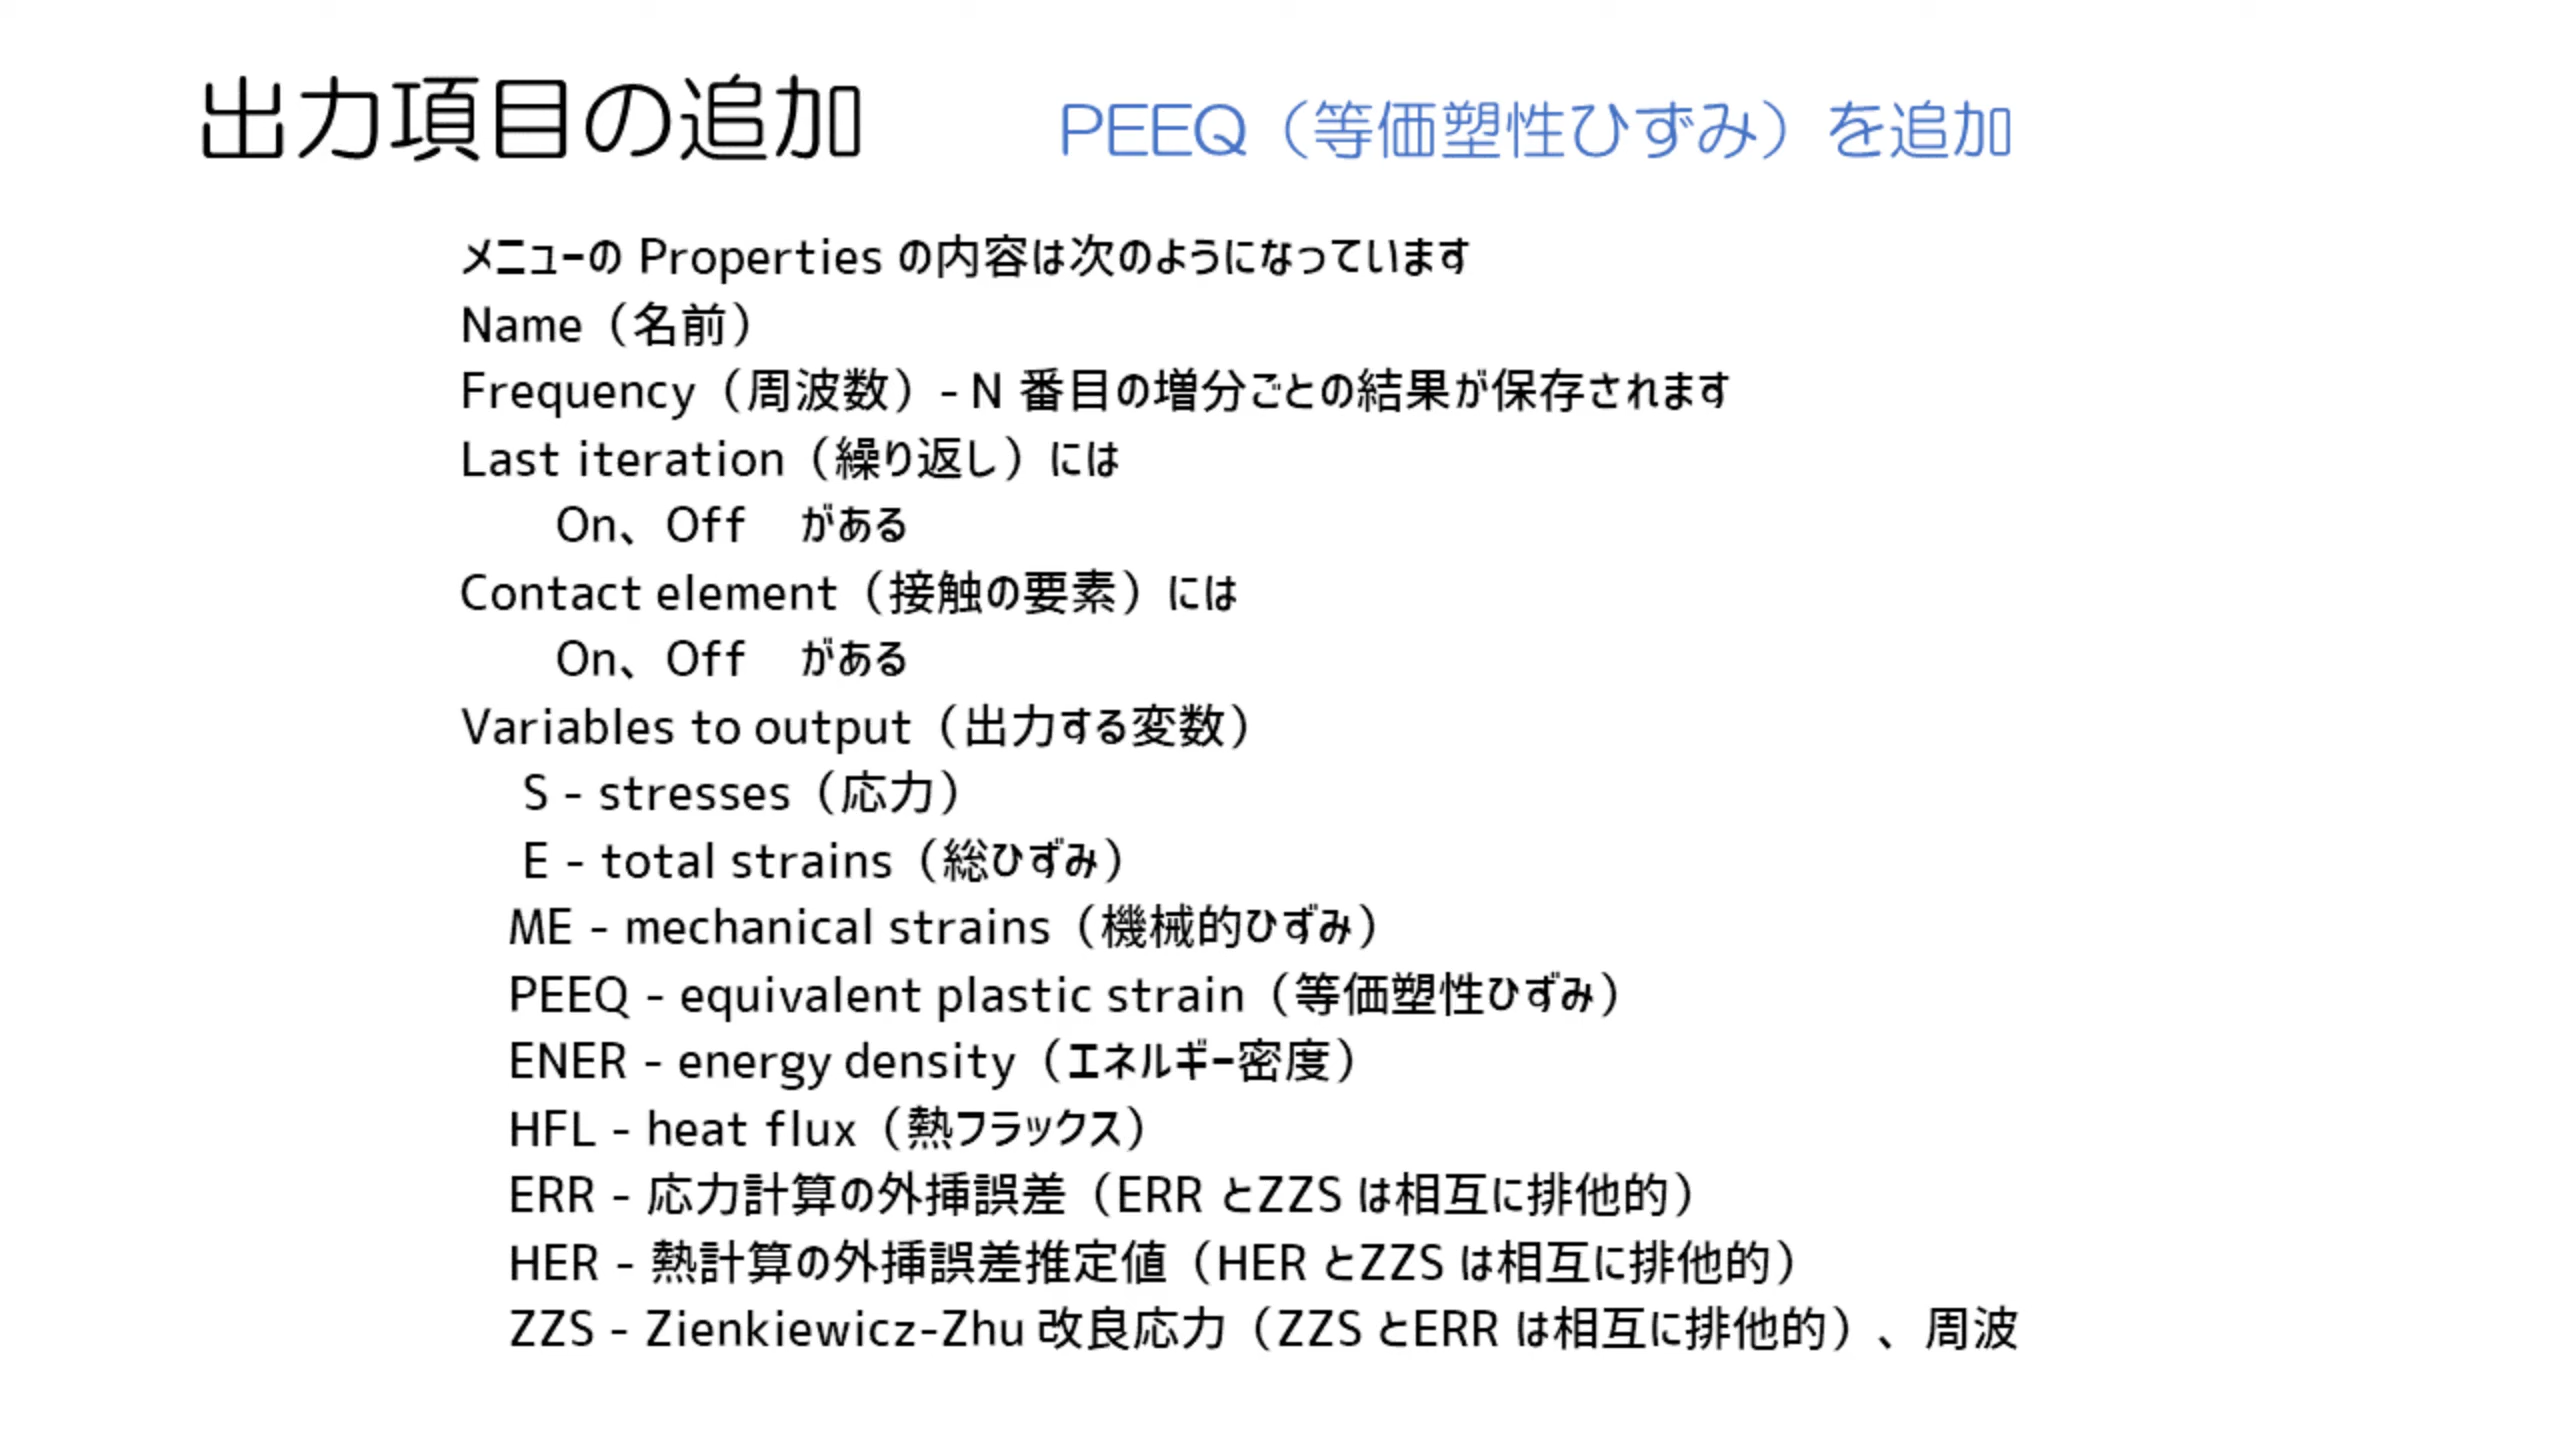 出力項目の追加
PEEQ（等価塑性ひずみ）を追加
メニューの Properties の内容は次のようになっています
Name（名前）
Frequency（周波数）- N 番目の増分ごとの結果が保存されます
Last iteration（繰り返し）には
On、Off　がある
Contact element（接触の要素）には
On、Off　がある
Variables to output（出力する変数）
S - stresses（応力）
E - total strains（総ひずみ）
ME - mechanical strains（機械的ひずみ）
PEEQ - equivalent plastic strain（等価塑性ひずみ）
ENER - energy density（エネルギー密度）
HFL - heat flux（熱フラックス）
ERR - 応力計算の外挿誤差（ERR とZZS は相互に排他的）
HER - 熱計算の外挿誤差推定値（HER とZZS は相互に排他的）
ZZS - Zienkiewicz-Zhu 改良応力（ZZS とERR は相互に排他的）、周波